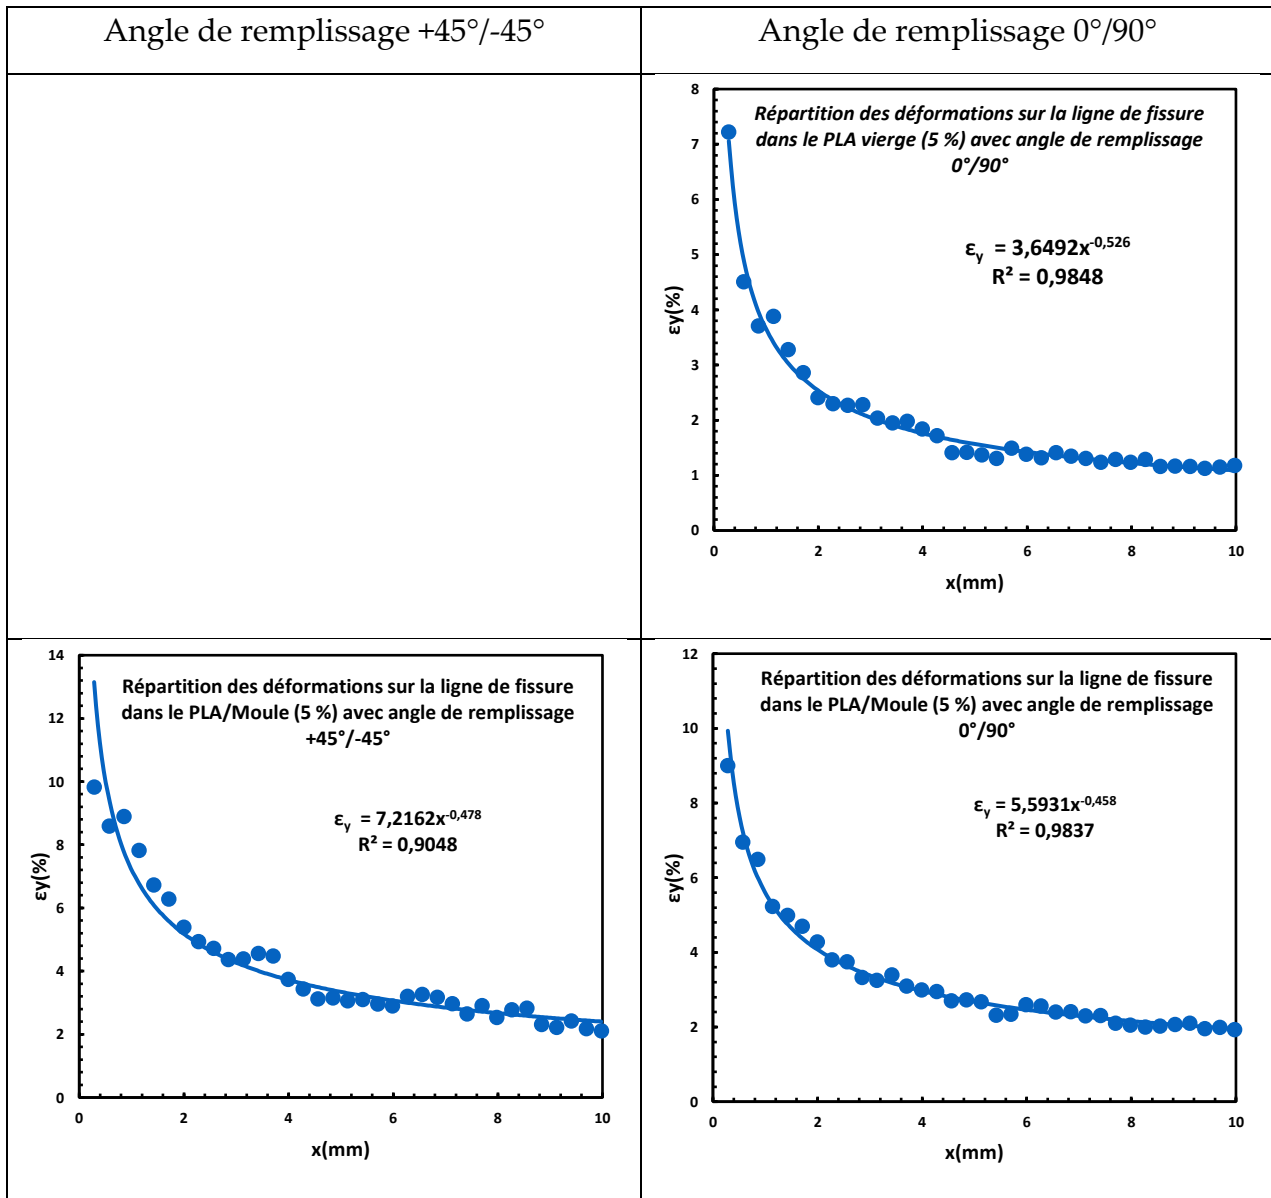 Angle de remplissage +45°/-45°
Angle de remplissage 0°/90°
Répartition des déformations sur la ligne de fissure
dans le PLA vierge (5 %) avec angle de remplissage
0°/90°
εy = 3,6492x-0,526
R² = 0,9848
εy(%)
8
7
6
5
4
3
2
1
0
0 2 4 6 8 10
x(mm)
Répartition des déformations sur la ligne de fissure
dans le PLA/Moule (5 %) avec angle de remplissage
+45°/-45°
εy = 7,2162x-0,478
R² = 0,9048
εy(%)
14
12
10
8
6
4
2
0
0 2 4 6 8 10
x(mm)
Répartition des déformations sur la ligne de fissure
dans le PLA/Moule (5 %) avec angle de remplissage
0°/90°
εy = 5,5931x-0,458
R² = 0,9837
εy(%)
12
10
8
6
4
2
0
0 2 4 6 8 10
x(mm)